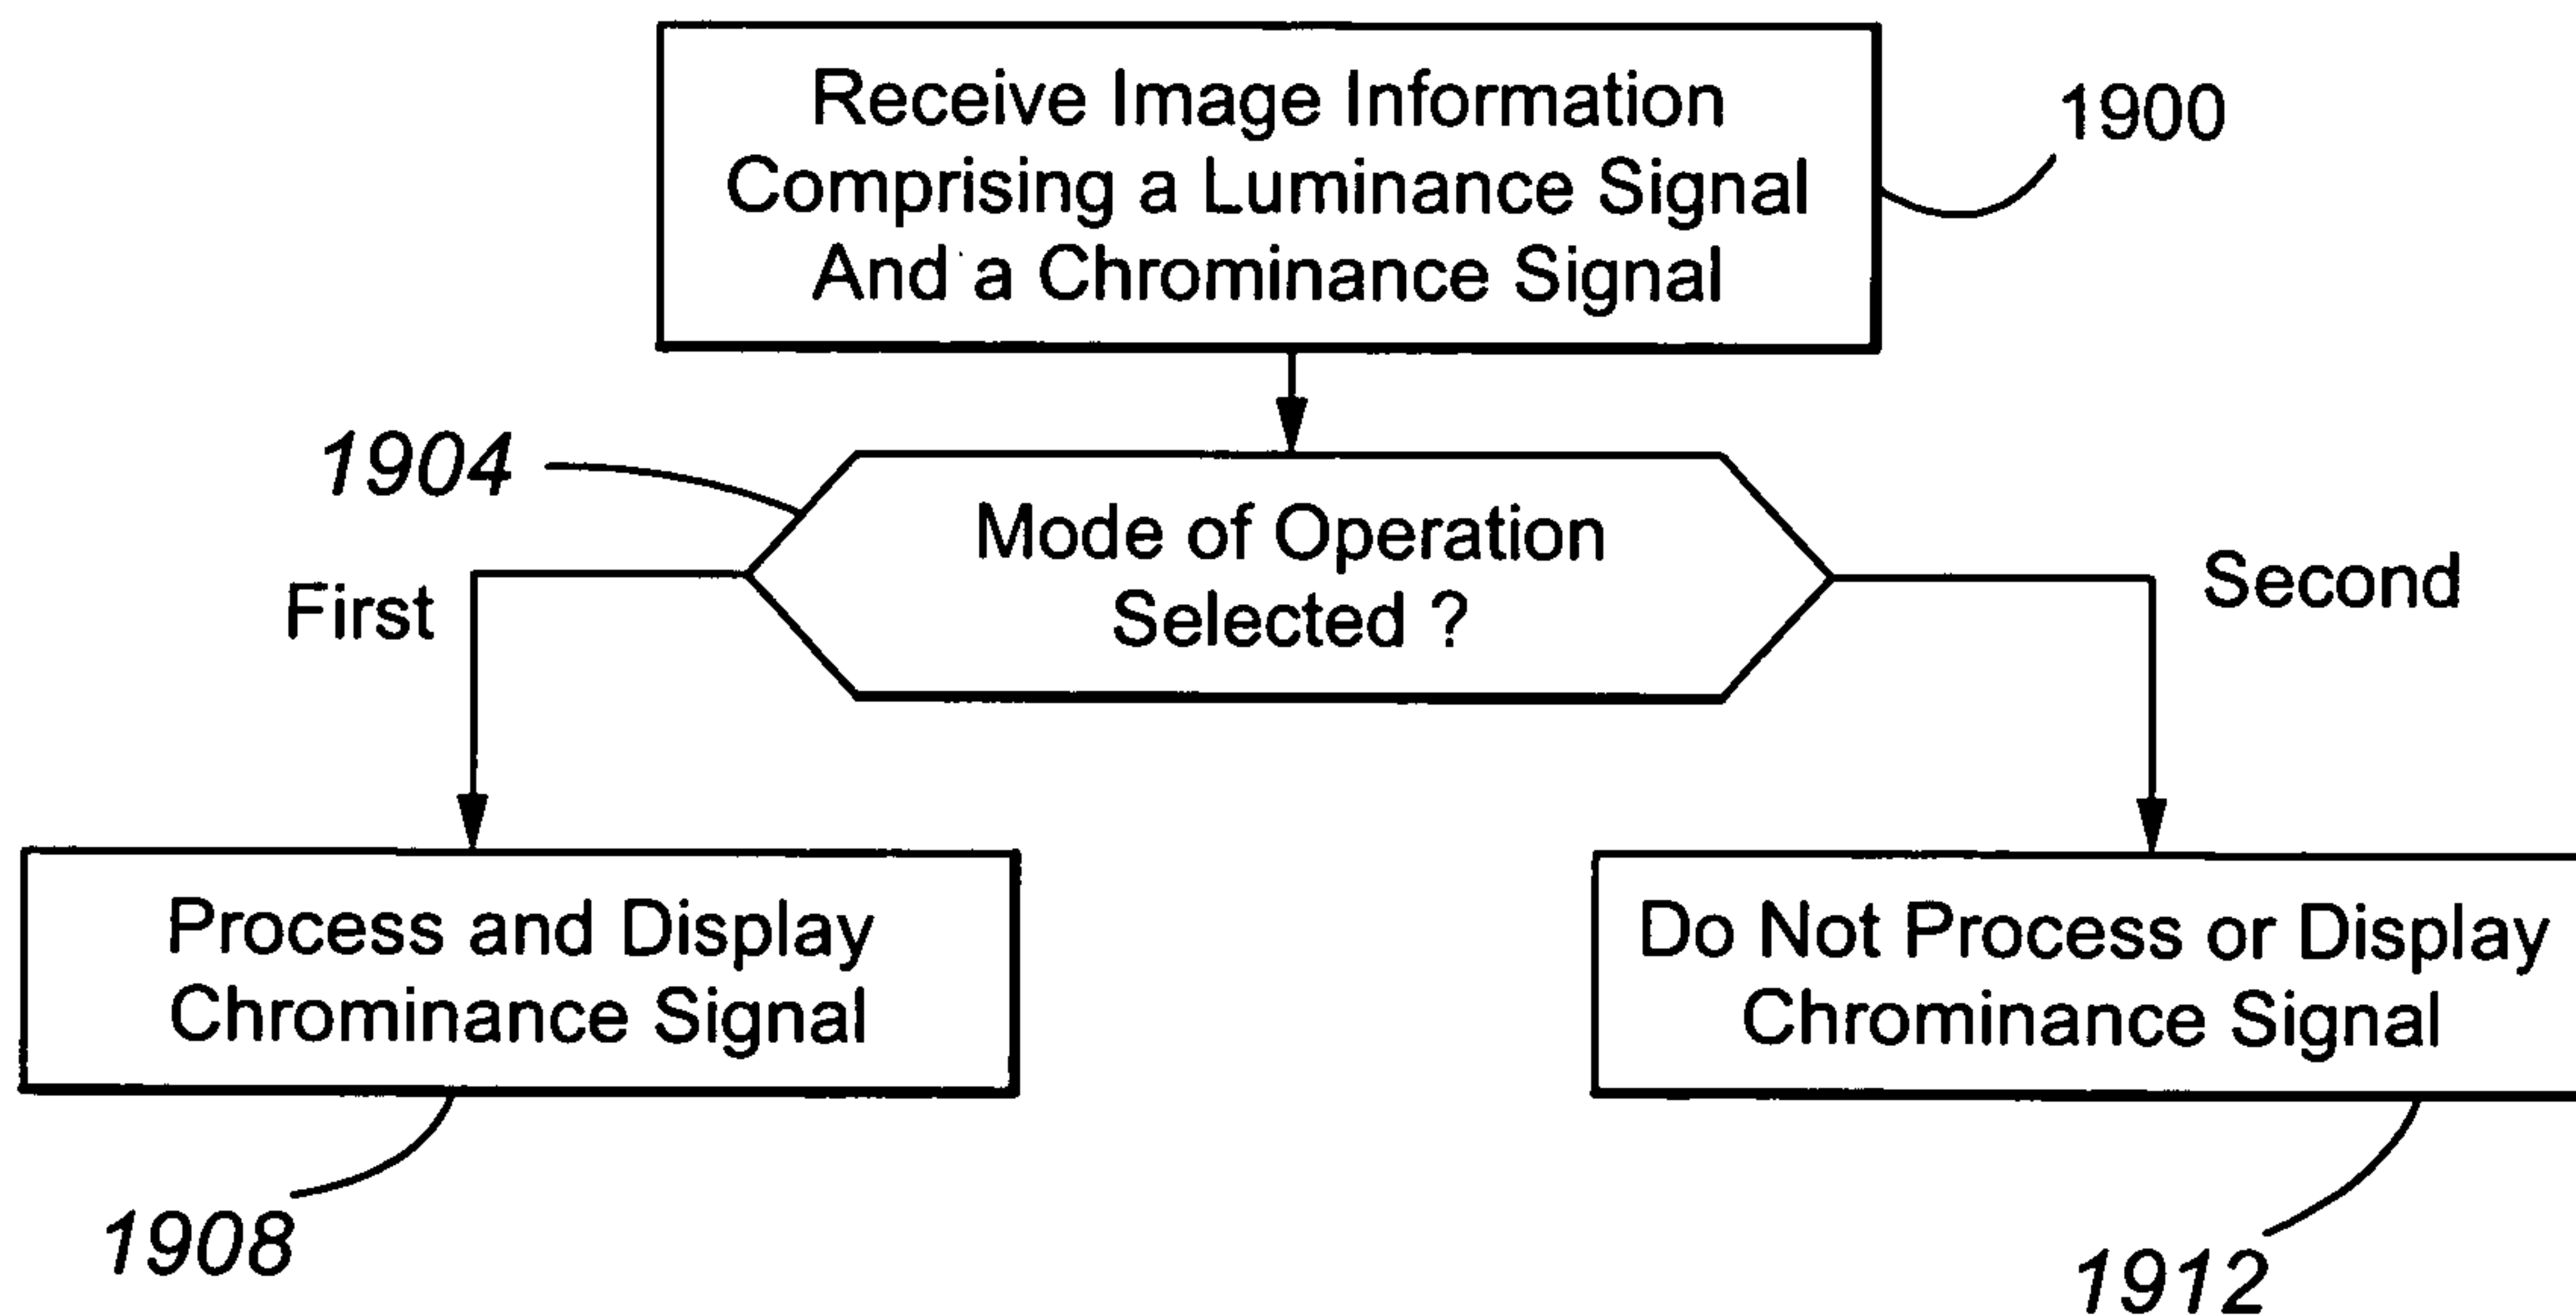 Receive Image Information
Comprising a Luminance Signal
And a Chrominance Signal
1900
1904
Mode of Operation
Selected ?
First
Second
Process and Display
Chrominance Signal
Do Not Process or Display
Chrominance Signal
1908
1912